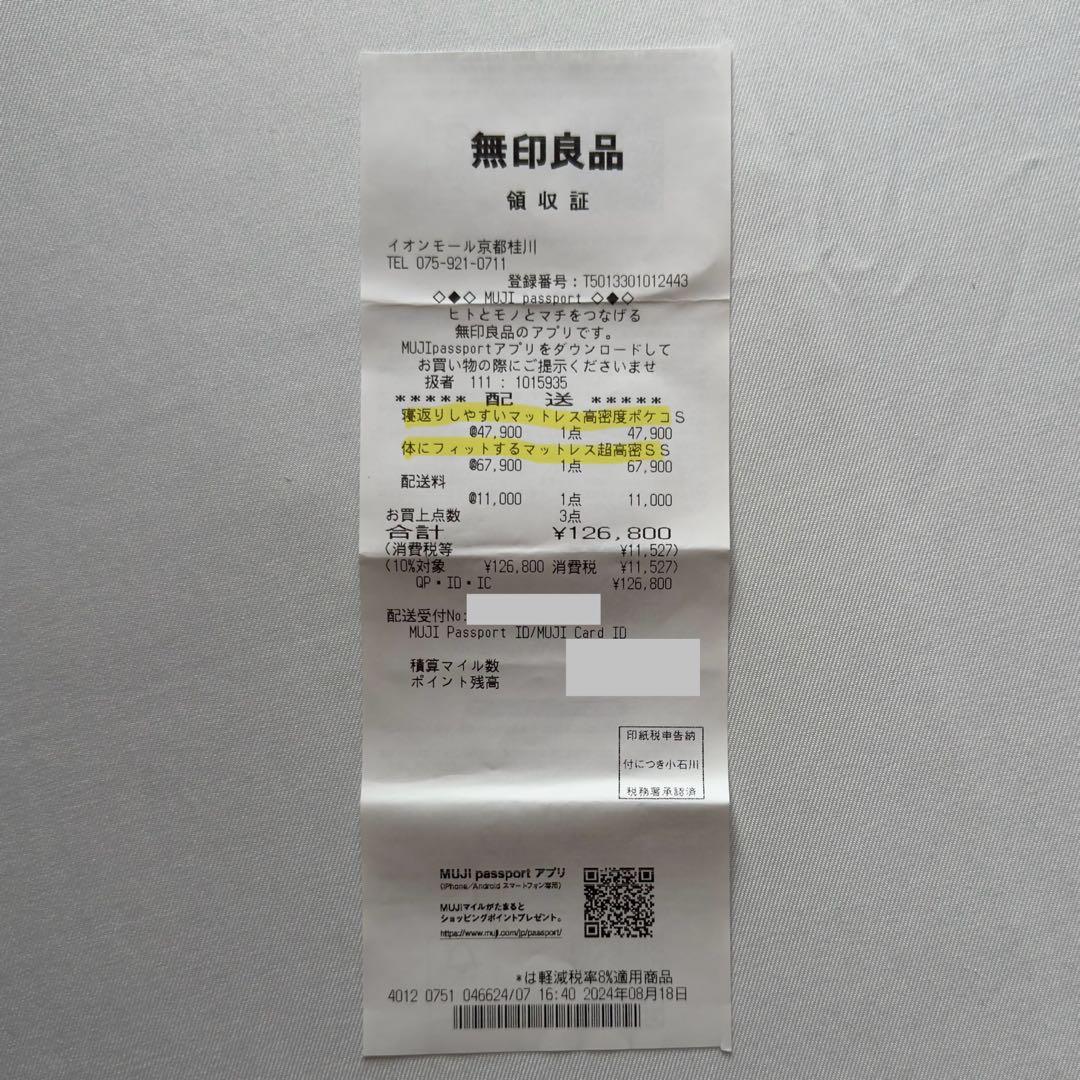 無印良品
領収証
イオンモール京都桂川
TEL 075-921-0711
登録番号：T5013301012443
◇◆◇ MUJI passport ◇◆◇
ヒトとモノとマチをつなげる
無印良品のアプリです。
MUJIpassportアプリをダウンロードして
お買い物の際にご提示くださいませ
扱者 111 : 1015935
***** 配 送 *****
寝返りしやすいマットレス高密度ポケコS
@47,900 1点 47,900
体にフィットするマットレス超高密SS
@67,900 1点 67,900
配送料
@11,000 1点 11,000
お買上点数 3点
合計 ¥126,800
(消費税等 ¥11,527)
(10%対象 ¥126,800 消費税 ¥11,527)
QP・ID・IC ¥126,800
配送受付No:
MUJI Passport ID/MUJI Card ID
積算マイル数
ポイント残高
印紙税申告納
付につき小石川
税務署承認済
MUJI passport アプリ
(iPhone/Android スマートフォン専用)
MUJIマイルがたまると
ショッピングポイントプレゼント。
https://www.muji.com/jp/passport/
*は軽減税率8%適用商品
4012 0751 046624/07 16:40 2024年08月18日